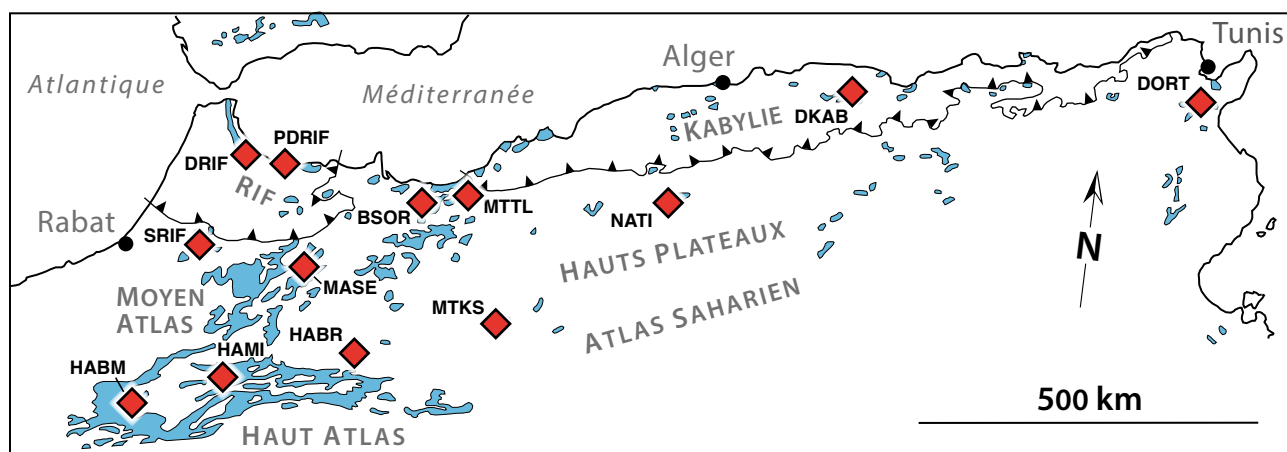 Tunis
Alger
Atlantique
Méditerranée
DORT
KABYLIE
DKAB
PDRIF
DRIF
RIF
BSOR
MTTL
NATI
Rabat
SRIF
HAUTS PLATEAUX
N
MASE
MOYEN
ATLAS
MTKS
ATLAS SAHARIEN
HABR
HAMI
HABM
500 km
HAUT ATLAS